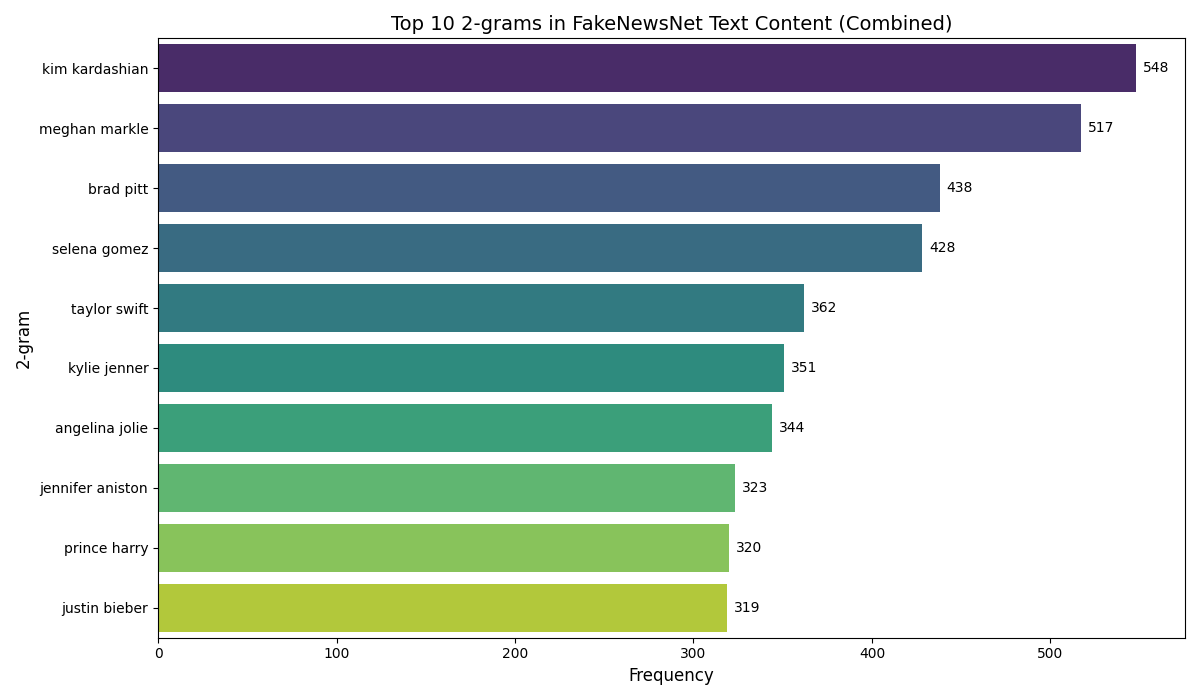 Top 10 2-grams in FakeNewsNet Text Content (Combined)
kim kardashian 548
meghan markle 517
brad pitt 438
selena gomez 428
taylor swift 362
kylie jenner 351
angelina jolie 344
jennifer aniston 323
prince harry 320
justin bieber 319
2-gram
0 100 200 300 400 500
Frequency